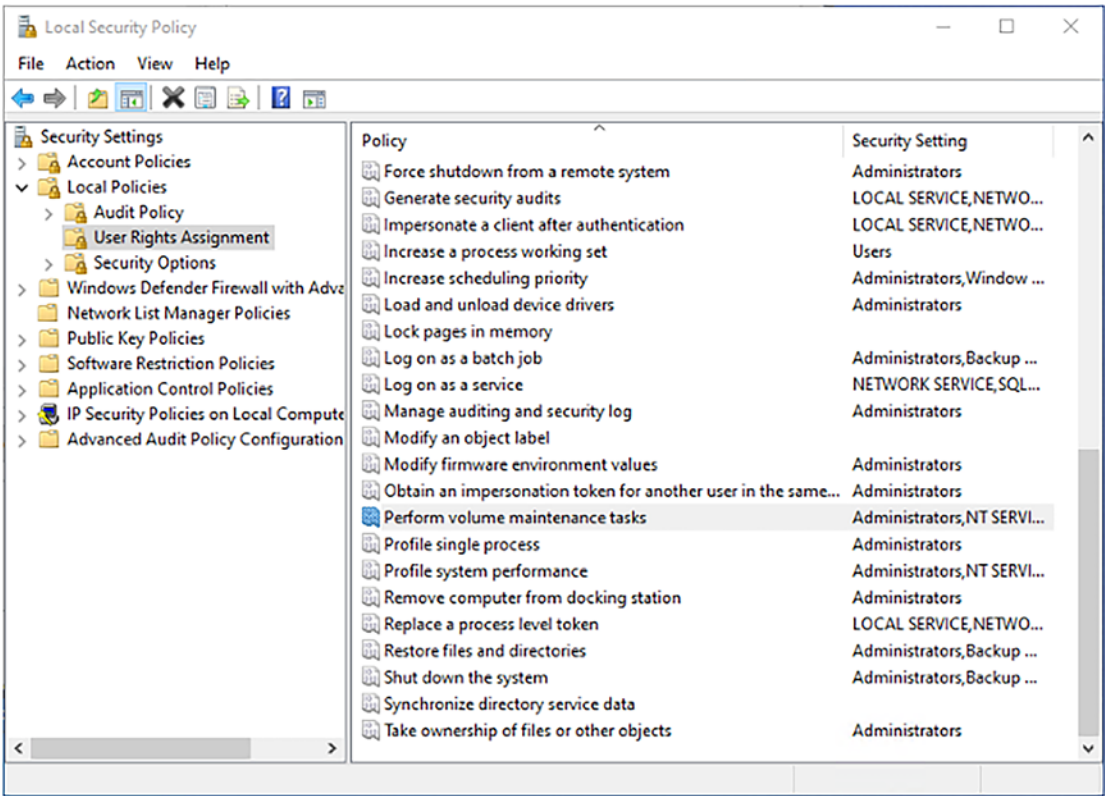 Local Security Policy
File Action View Help
Security Settings
Account Policies
Local Policies
Audit Policy
User Rights Assignment
Security Options
Windows Defender Firewall with Adva
Network List Manager Policies
Public Key Policies
Software Restriction Policies
Application Control Policies
IP Security Policies on Local Compute
Advanced Audit Policy Configuration
Policy Security Setting
Force shutdown from a remote system Administrators
Generate security audits LOCAL SERVICE,NETWO...
Impersonate a client after authentication LOCAL SERVICE,NETWO...
Increase a process working set Users
Increase scheduling priority Administrators,Window ...
Load and unload device drivers Administrators
Lock pages in memory
Log on as a batch job Administrators,Backup ...
Log on as a service NETWORK SERVICE,SQL...
Manage auditing and security log Administrators
Modify an object label
Modify firmware environment values Administrators
Obtain an impersonation token for another user in the same... Administrators
Perform volume maintenance tasks Administrators,NT SERVI...
Profile single process Administrators
Profile system performance Administrators,NT SERVI...
Remove computer from docking station Administrators
Replace a process level token LOCAL SERVICE,NETWO...
Restore files and directories Administrators,Backup ...
Shut down the system Administrators,Backup ...
Synchronize directory service data
Take ownership of files or other objects Administrators